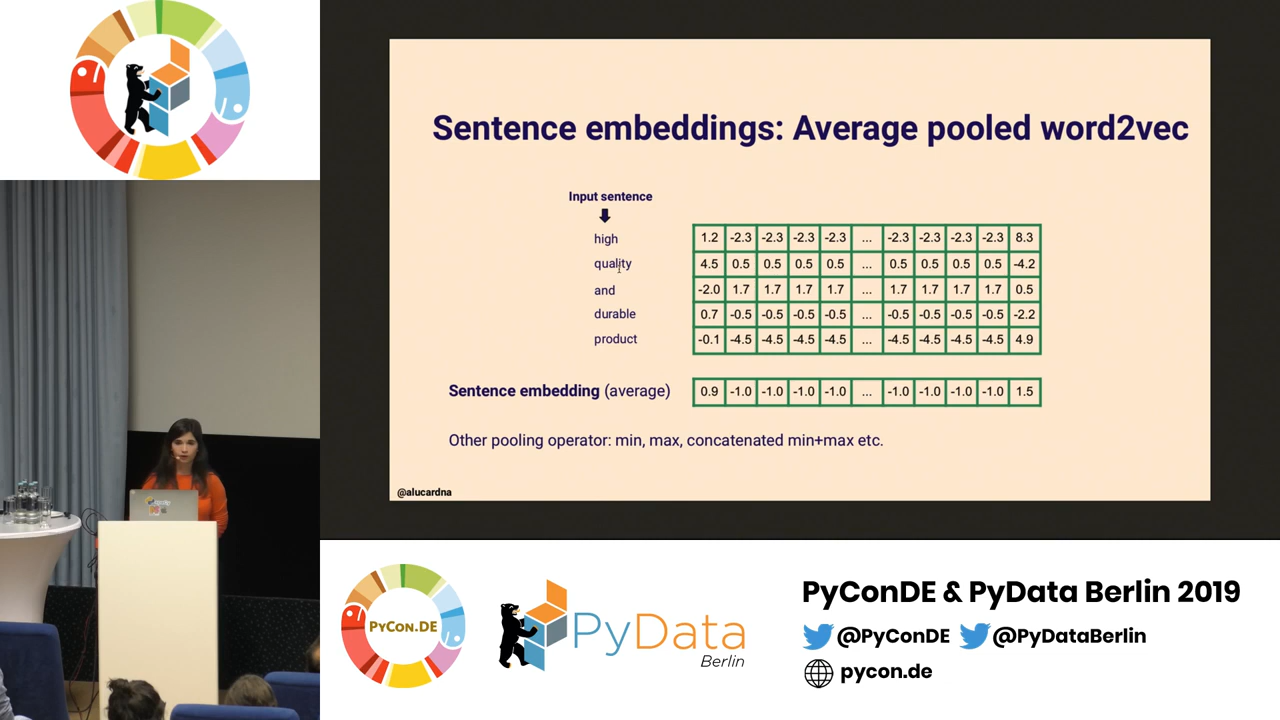 Sentence embeddings: Average pooled word2vec
Input sentence
high 1.2 -2.3 -2.3 -2.3 -2.3 ... -2.3 -2.3 -2.3 -2.3 8.3
quality 4.5 0.5 0.5 0.5 0.5 ... 0.5 0.5 0.5 0.5 -4.2
and -2.0 1.7 1.7 1.7 1.7 ... 1.7 1.7 1.7 1.7 0.5
durable 0.7 -0.5 -0.5 -0.5 -0.5 ... -0.5 -0.5 -0.5 -0.5 -2.2
product -0.1 -4.5 -4.5 -4.5 -4.5 ... -4.5 -4.5 -4.5 -4.5 4.9
Sentence embedding (average) 0.9 -1.0 -1.0 -1.0 -1.0 ... -1.0 -1.0 -1.0 -1.0 1.5
Other pooling operator: min, max, concatenated min+max etc.
@alucardna
PYCON.DE
PyData
Berlin
PyConDE & PyData Berlin 2019
@PyConDE @PyDataBerlin
pycon.de